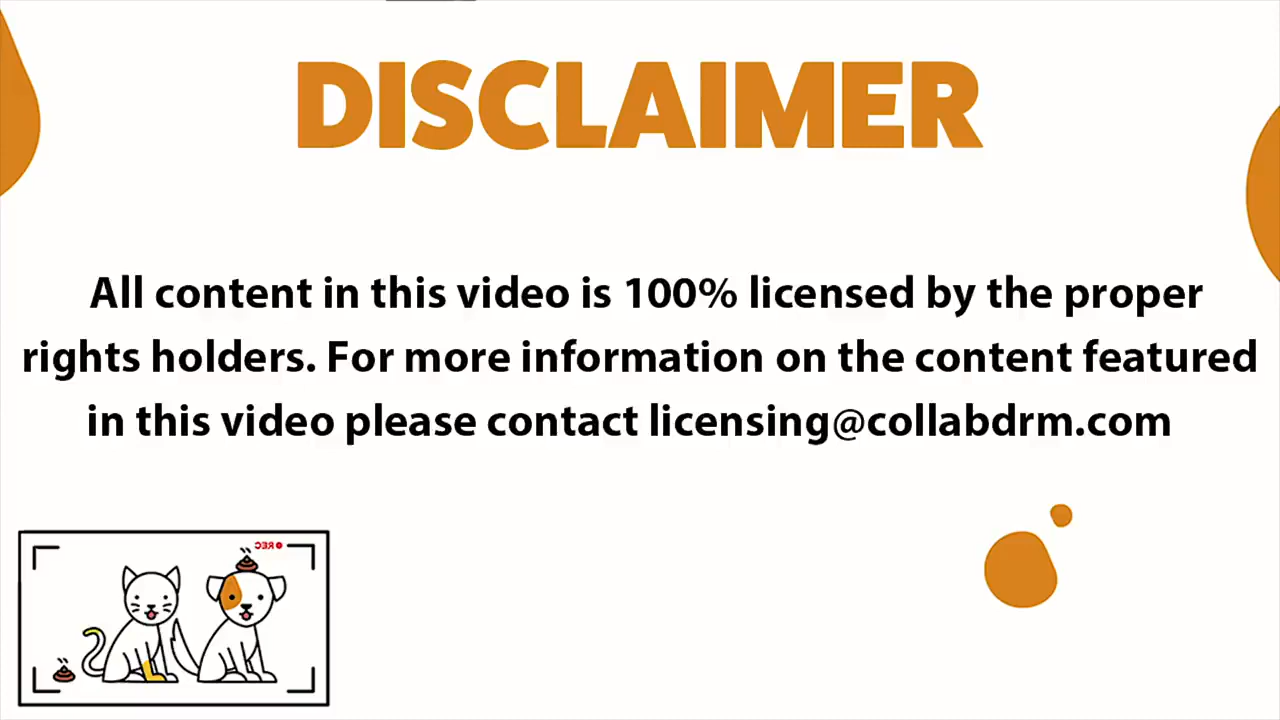 DISCLAIMER
All content in this video is 100% licensed by the proper
rights holders. For more information on the content featured
in this video please contact licensing@collabdrm.com
REC